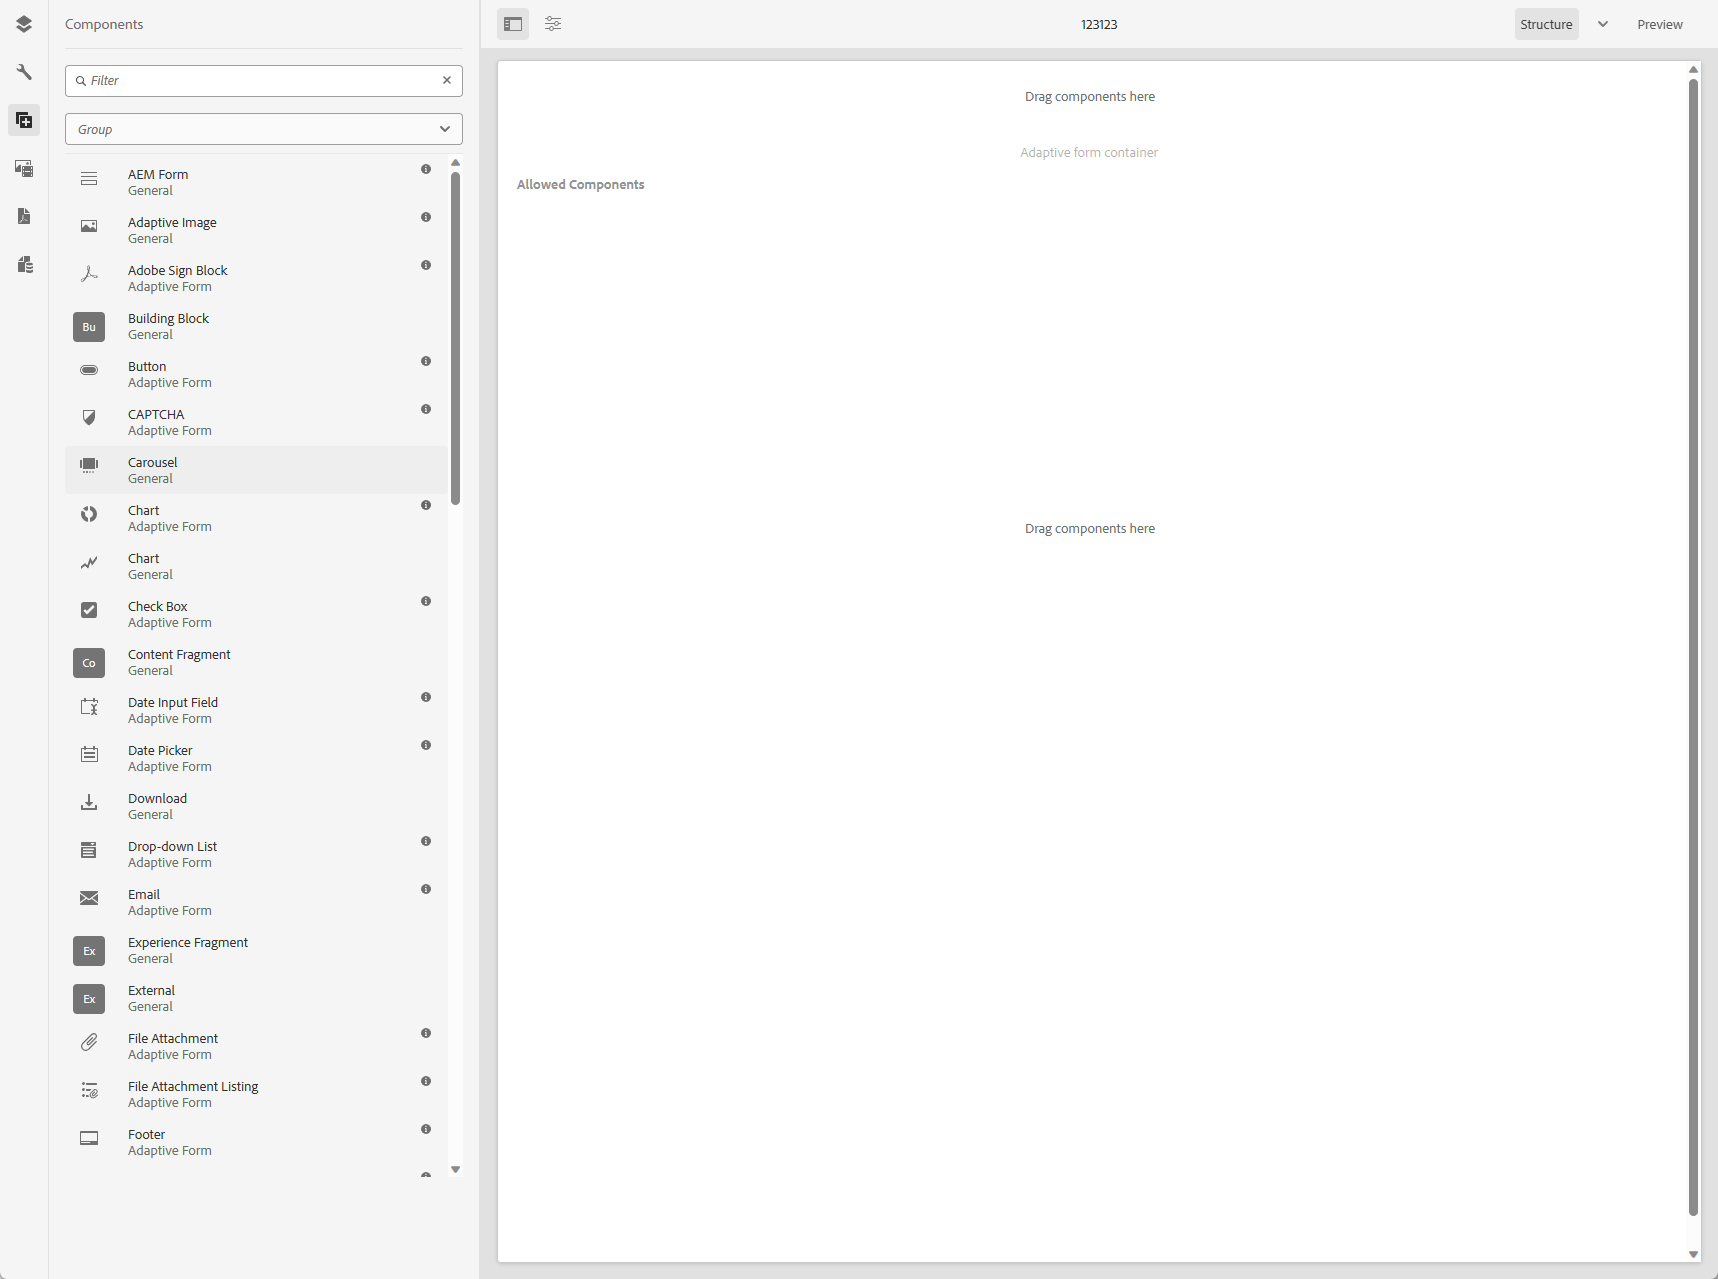 Components
123123
Structure
Preview
Filter
Group
AEM Form
General
Adaptive Image
General
Adobe Sign Block
Adaptive Form
Bu
Building Block
General
Button
Adaptive Form
CAPTCHA
Adaptive Form
Carousel
General
Chart
Adaptive Form
Chart
General
Check Box
Adaptive Form
Co
Content Fragment
General
Date Input Field
Adaptive Form
Date Picker
Adaptive Form
Download
General
Drop-down List
Adaptive Form
Email
Adaptive Form
Ex
Experience Fragment
General
Ex
External
General
File Attachment
Adaptive Form
File Attachment Listing
Adaptive Form
Footer
Adaptive Form
Drag components here
Adaptive form container
Allowed Components
Drag components here